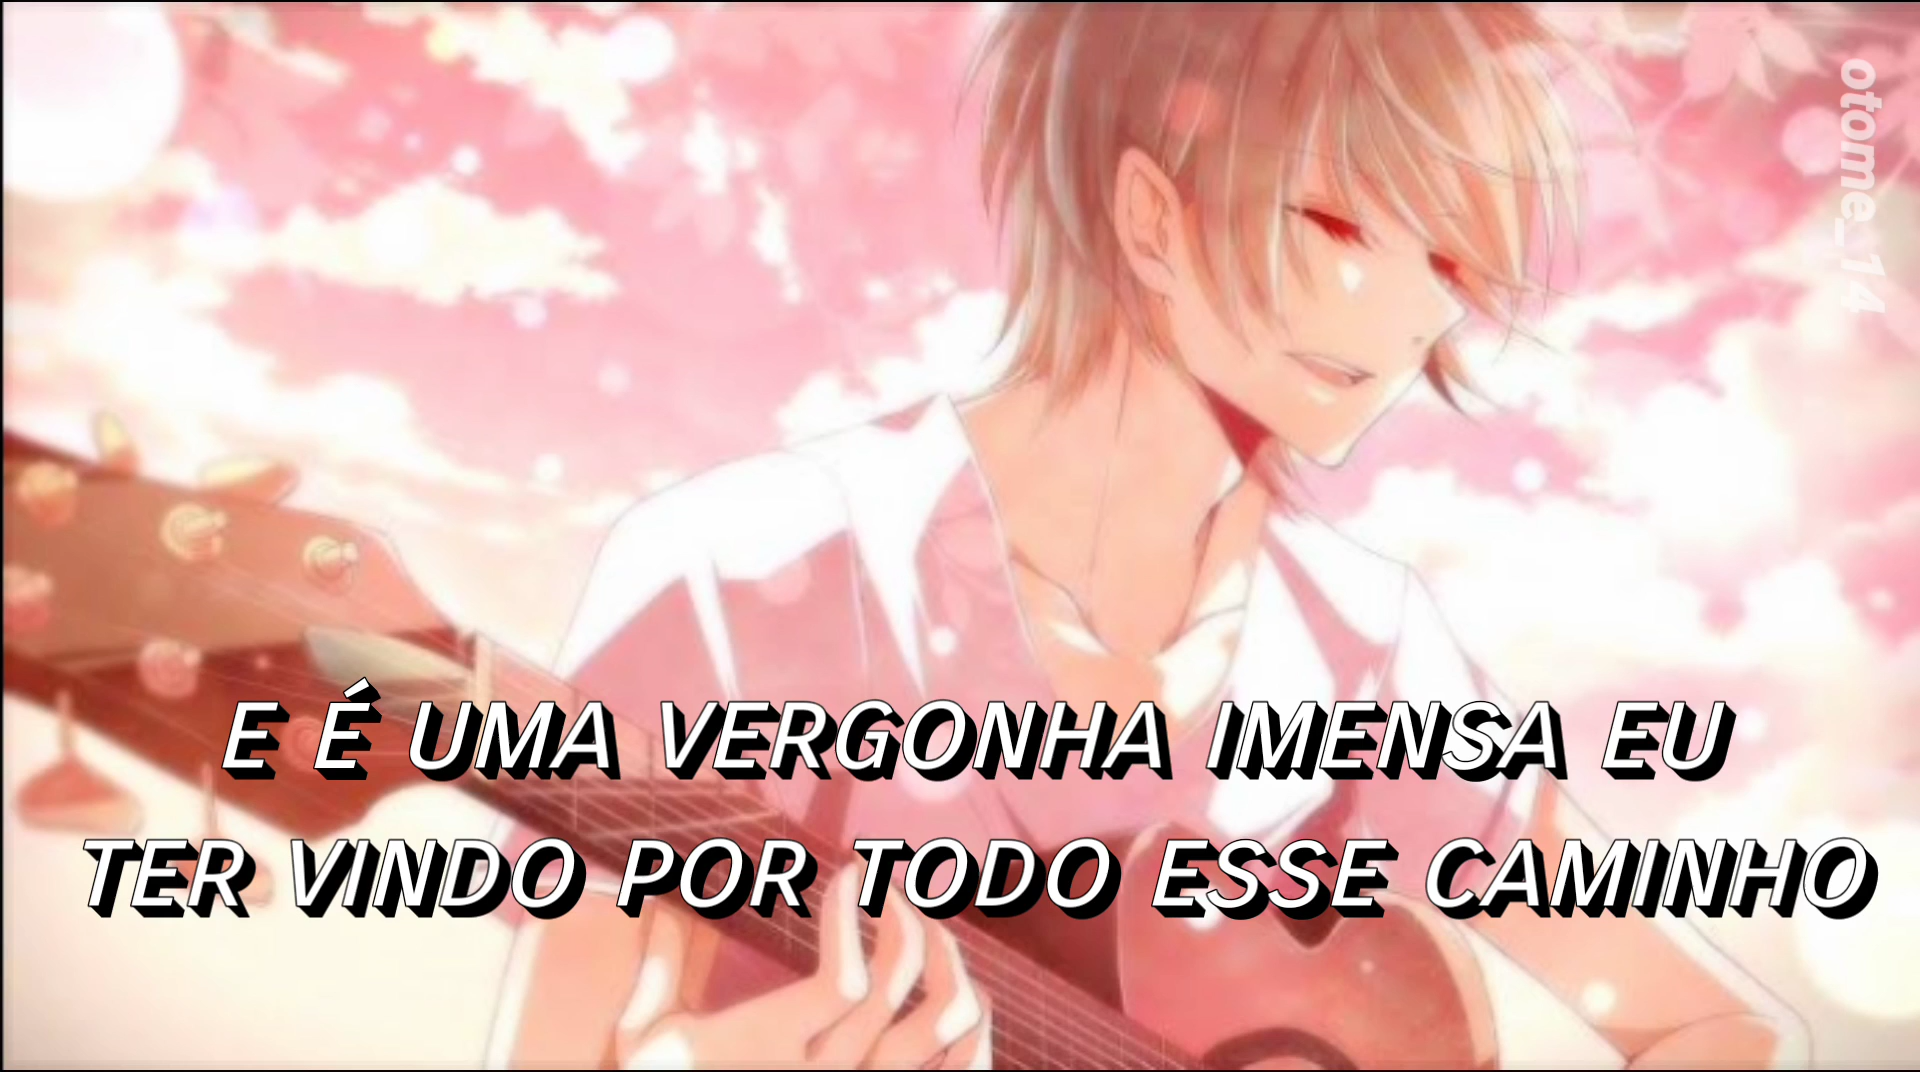 otome_14
E É UMA VERGONHA IMENSA EU
TER VINDO POR TODO ESSE CAMINHO